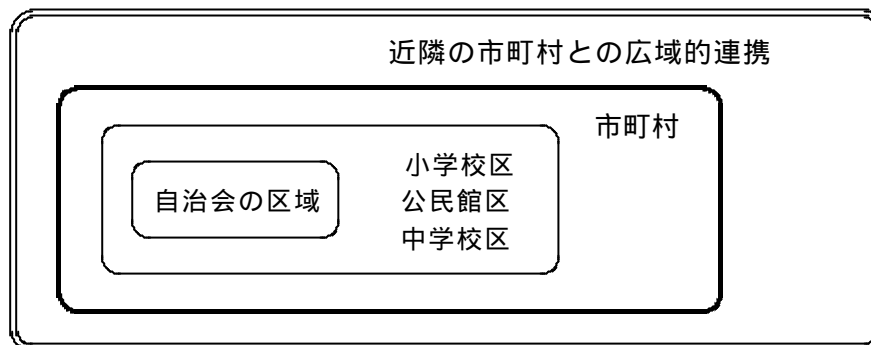 近隣の市町村との広域的連携
市町村
小学校区
自治会の区域
公民館区
中学校区